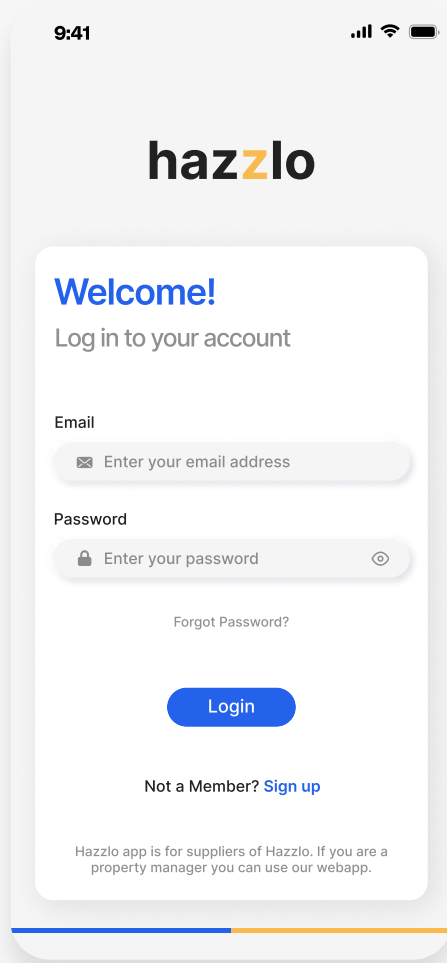 9:41
hazzlo
Welcome!
Log in to your account
Email
Enter your email address
Password
Enter your password
Forgot Password?
Login
Not a Member? Sign up
Hazzlo app is for suppliers of Hazzlo. If you are a
property manager you can use our webapp.